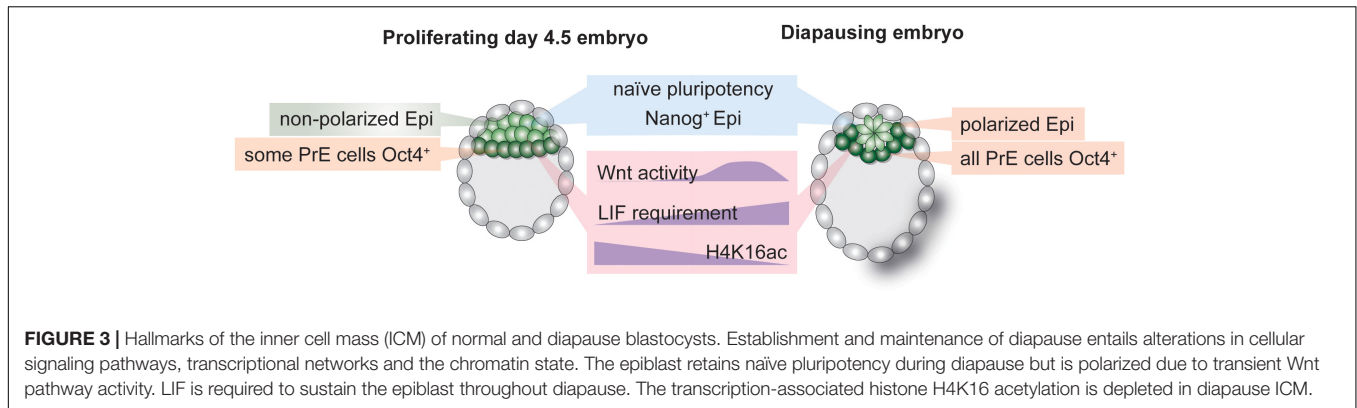 Proliferating day 4.5 embryo
Diapausing embryo
naïve pluripotency
Nanog⁺ Epi
non-polarized Epi
some PrE cells Oct4⁺
polarized Epi
all PrE cells Oct4⁺
Wnt activity
LIF requirement
H4K16ac
FIGURE 3 | Hallmarks of the inner cell mass (ICM) of normal and diapause blastocysts. Establishment and maintenance of diapause entails alterations in cellular
signaling pathways, transcriptional networks and the chromatin state. The epiblast retains naïve pluripotency during diapause but is polarized due to transient Wnt
pathway activity. LIF is required to sustain the epiblast throughout diapause. The transcription-associated histone H4K16 acetylation is depleted in diapause ICM.